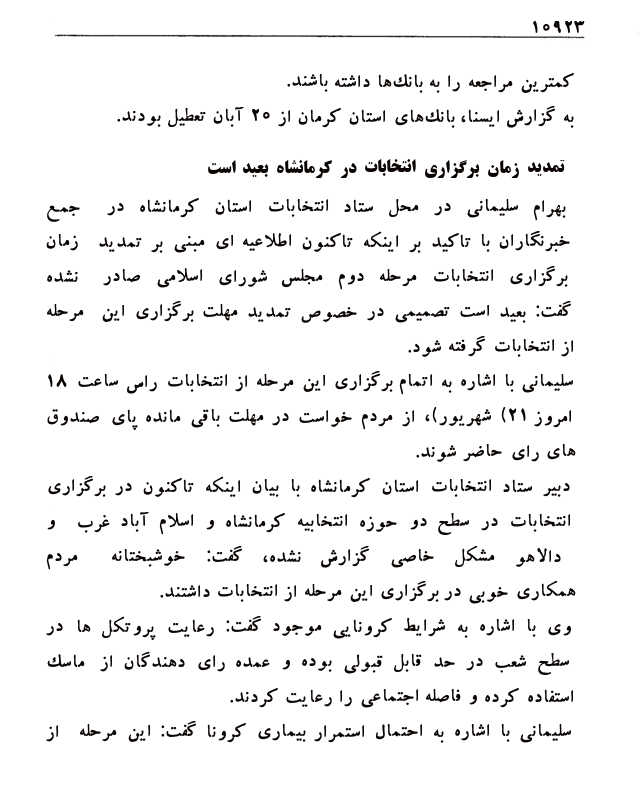 ۱۰۹۲۳
کمترین مراجعه را به بانك‌ها داشته باشند.
به گزارش ایسنا، بانك‌های استان کرمان از ۲۰ آبان تعطیل بودند.
تمدید زمان برگزاری انتخابات در کرمانشاه بعید است
بهرام سلیمانی در محل ستاد انتخابات استان کرمانشاه در جمع
خبرنگاران با تاکید بر اینکه تاکنون اطلاعیه ای مبنی بر تمدید زمان
برگزاری انتخابات مرحله دوم مجلس شورای اسلامی صادر نشده
گفت: بعید است تصمیمی در خصوص تمدید مهلت برگزاری این مرحله
از انتخابات گرفته شود.
سلیمانی با اشاره به اتمام برگزاری این مرحله از انتخابات راس ساعت ۱۸
امروز ۲۱) شهریور)، از مردم خواست در مهلت باقی مانده پای صندوق
های رای حاضر شوند.
دبیر ستاد انتخابات استان کرمانشاه با بیان اینکه تاکنون در برگزاری
انتخابات در سطح دو حوزه انتخابیه کرمانشاه و اسلام آباد غرب و
دالاهو مشکل خاصی گزارش نشده، گفت: خوشبختانه مردم
همکاری خوبی در برگزاری این مرحله از انتخابات داشتند.
وی با اشاره به شرایط کرونایی موجود گفت: رعایت پروتکل ها در
سطح شعب در حد قابل قبولی بوده و عمده رای دهندگان از ماسك
استفاده کرده و فاصله اجتماعی را رعایت کردند.
سلیمانی با اشاره به احتمال استمرار بیماری کرونا گفت: این مرحله از